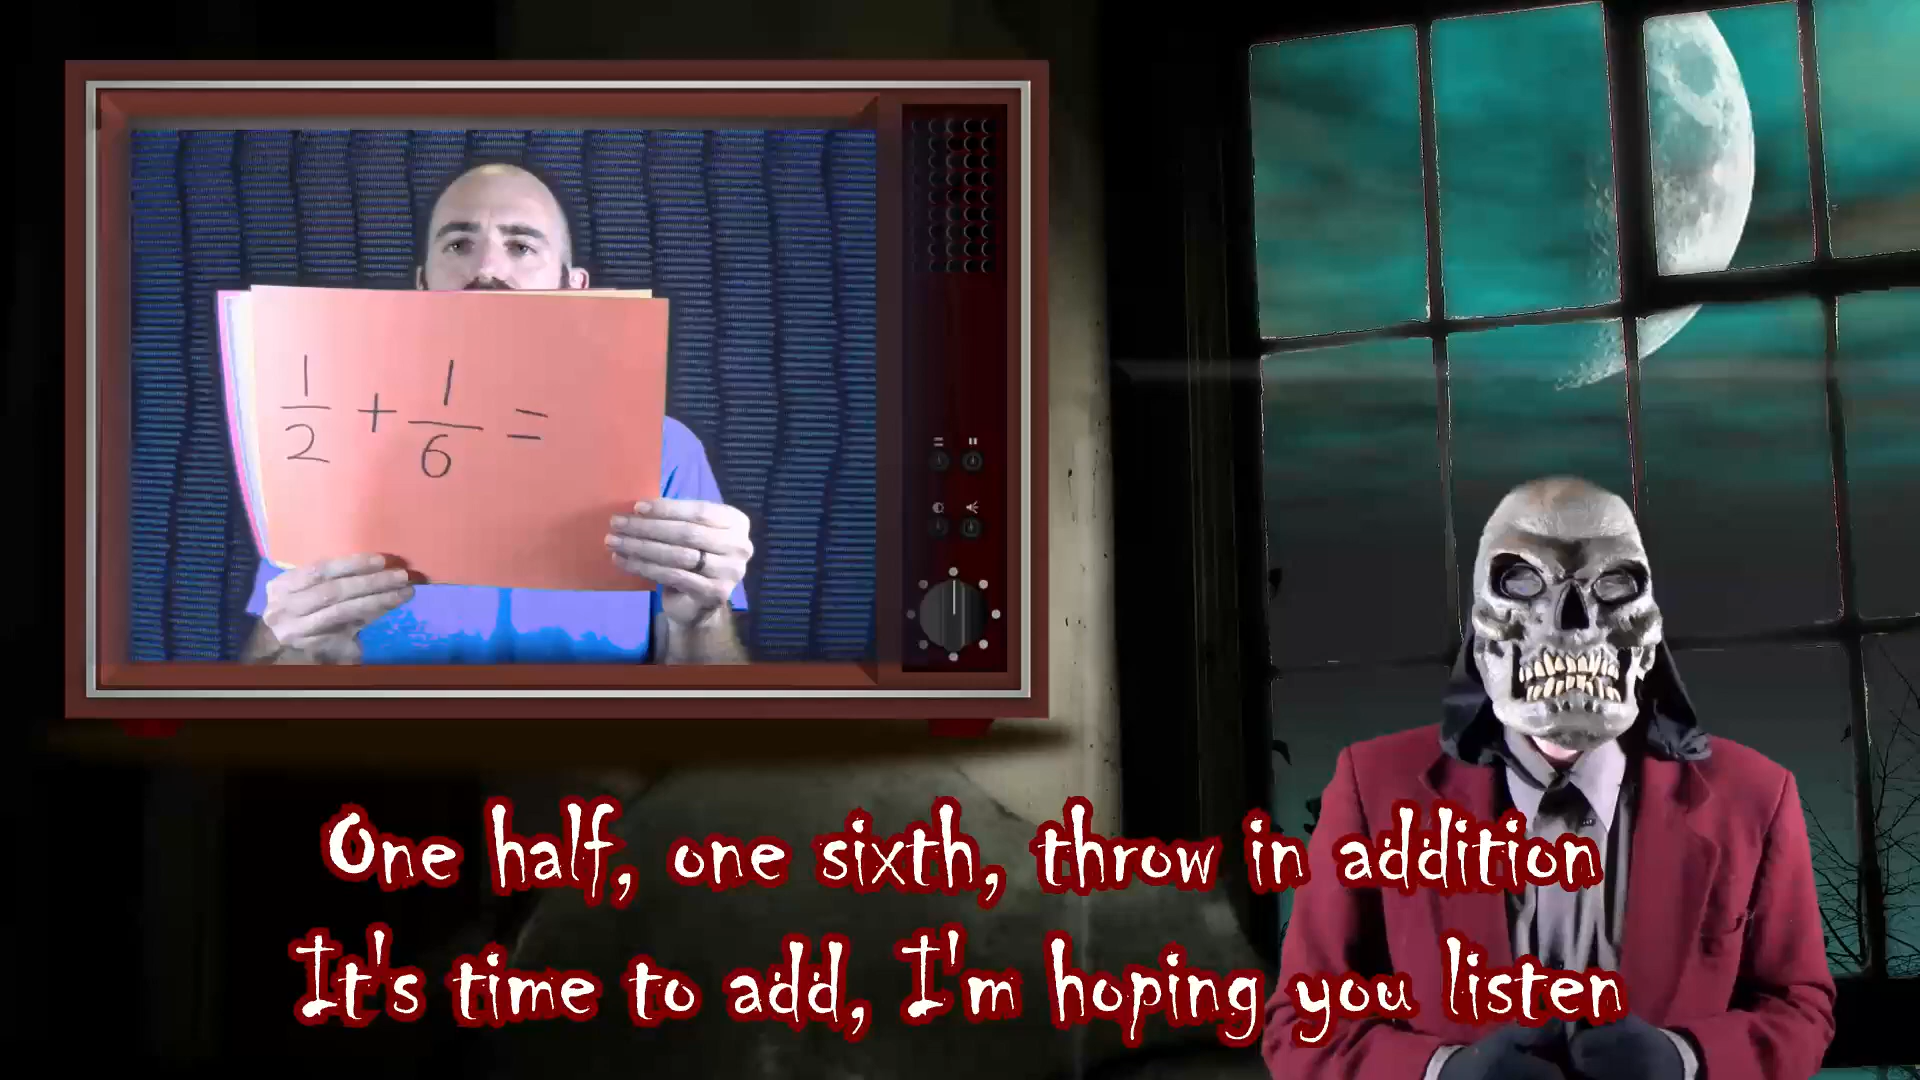 1/2 + 1/6 =
One half, one sixth, throw in addition
It's time to add, I'm hoping you listen